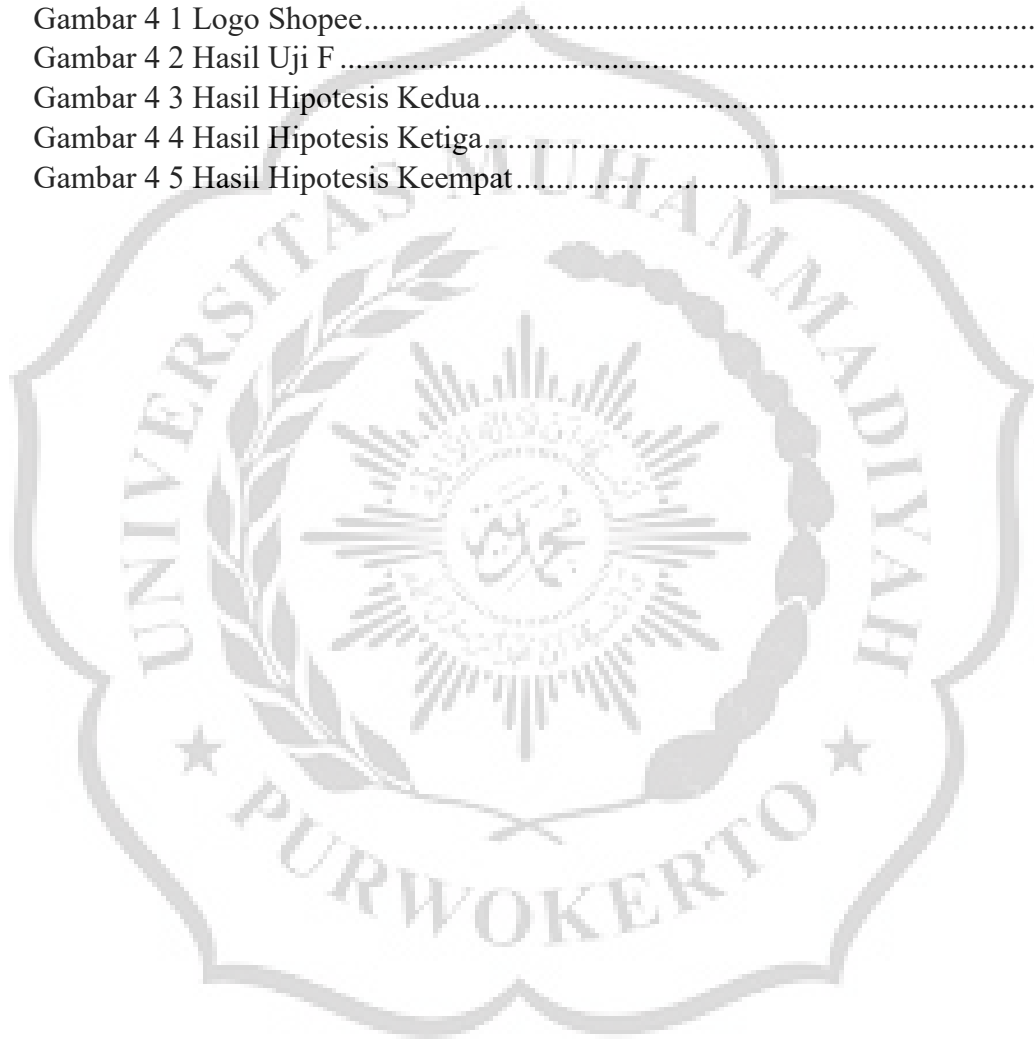 Gambar 4 1 Logo Shopee................................................................
Gambar 4 2 Hasil Uji F................................................................
Gambar 4 3 Hasil Hipotesis Kedua................................................................
Gambar 4 4 Hasil Hipotesis Ketiga................................................................
Gambar 4 5 Hasil Hipotesis Keempat................................................................
UNIVERSITAS MUHAMMADIYAH
PURWOKERTO